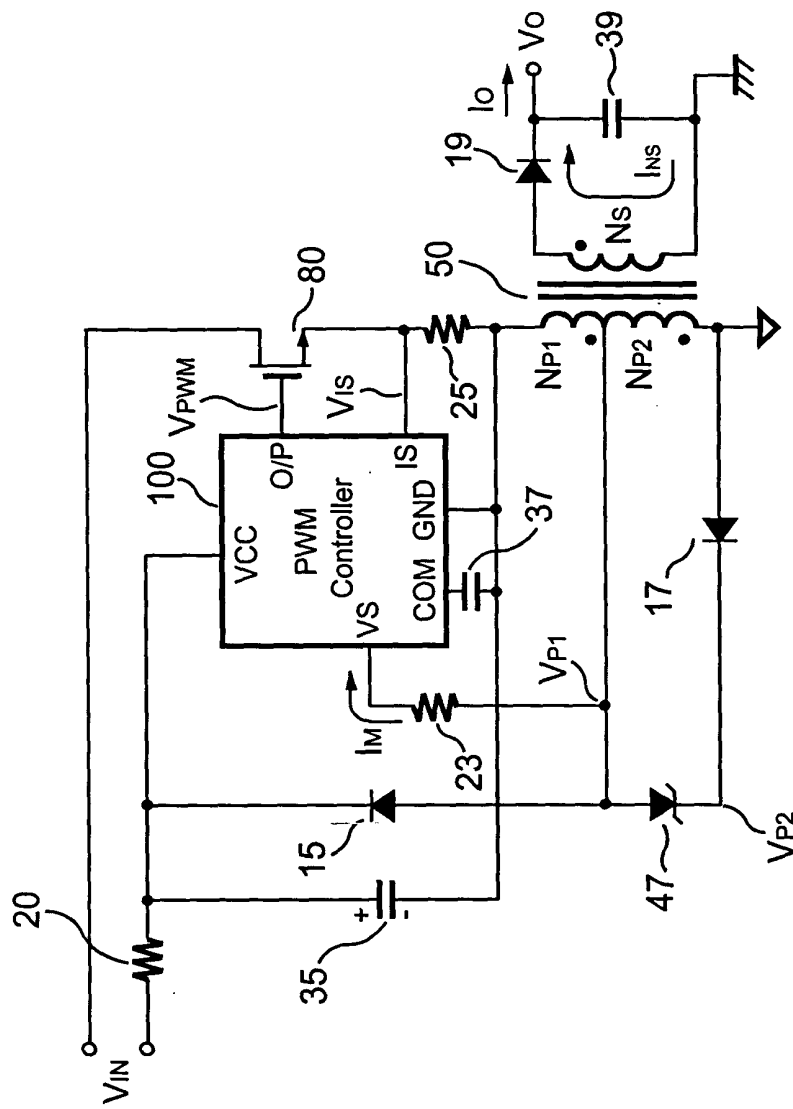 VIN
20
35
+
-
15
47
VP2
IM
23
VP1
17
100
VCC
PWM
Controller
VS
COM
GND
O/P
IS
37
VPWM
VIS
80
25
NP1
NP2
50
NS
19
INS
IO
VO
39